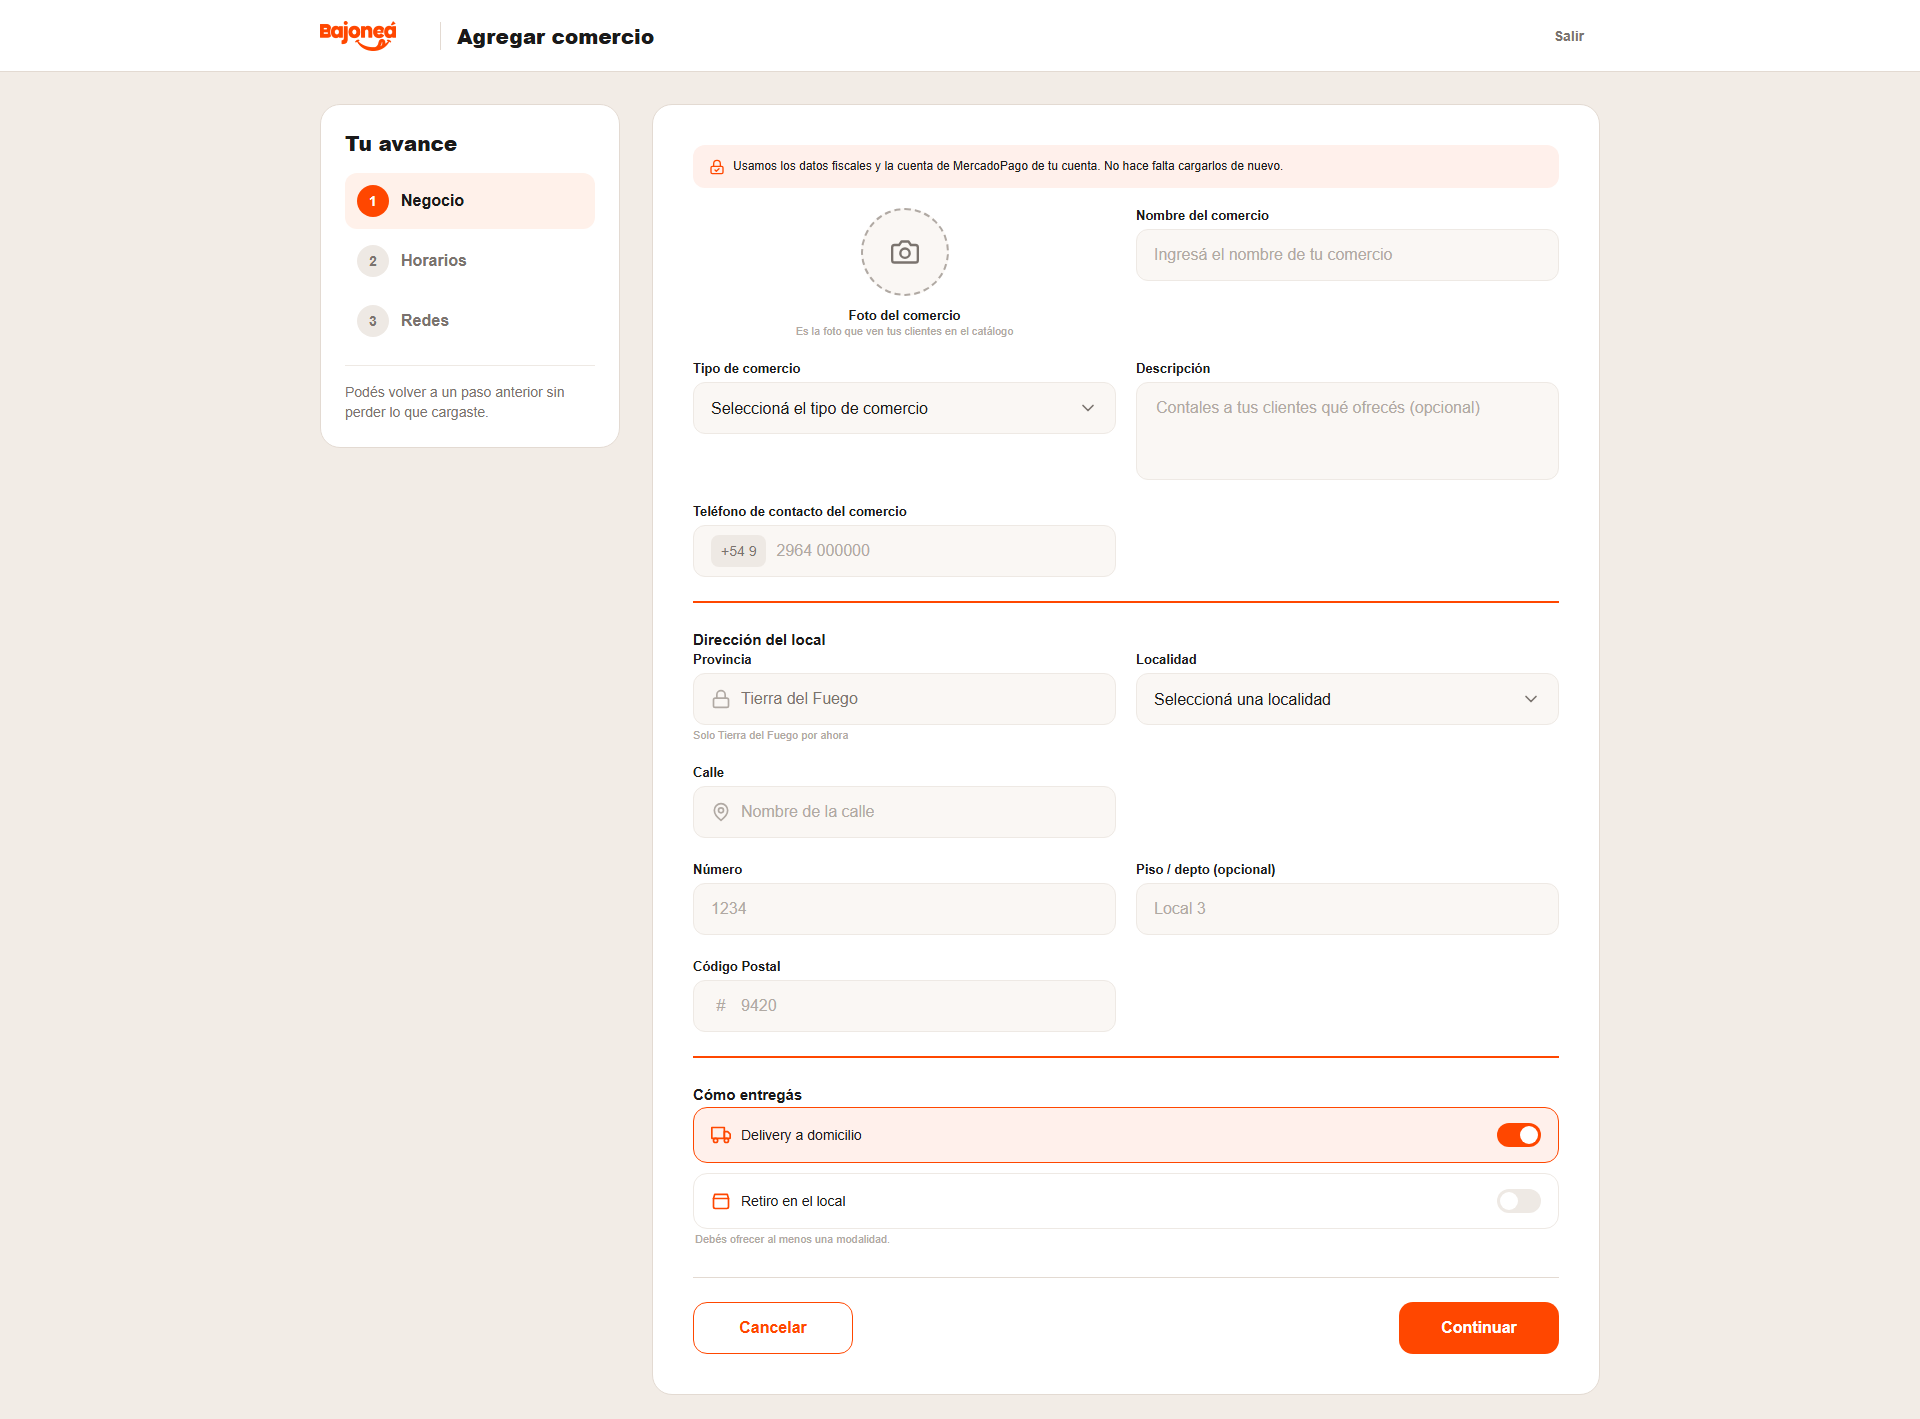 Bajoneá
Agregar comercio
Salir
Tu avance
1 Negocio
2 Horarios
3 Redes
Podés volver a un paso anterior sin
perder lo que cargaste.
Usamos los datos fiscales y la cuenta de MercadoPago de tu cuenta. No hace falta cargarlos de nuevo.
Foto del comercio
Es la foto que ven tus clientes en el catálogo
Nombre del comercio
Ingresá el nombre de tu comercio
Tipo de comercio
Seleccioná el tipo de comercio
Descripción
Contales a tus clientes qué ofrecés (opcional)
Teléfono de contacto del comercio
+54 9 2964 000000
Dirección del local
Provincia
Tierra del Fuego
Solo Tierra del Fuego por ahora
Localidad
Seleccioná una localidad
Calle
Nombre de la calle
Número
1234
Piso / depto (opcional)
Local 3
Código Postal
# 9420
Cómo entregás
Delivery a domicilio
Retiro en el local
Debés ofrecer al menos una modalidad.
Cancelar
Continuar